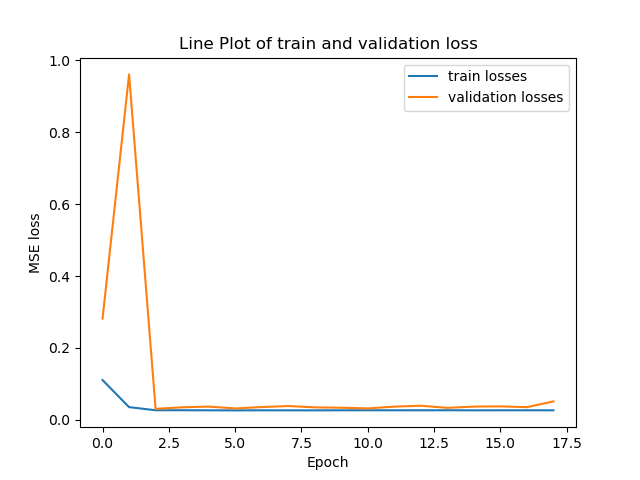 Line Plot of train and validation loss
train losses
validation losses
1.0
0.8
0.6
0.4
0.2
0.0
MSE loss
0.0 2.5 5.0 7.5 10.0 12.5 15.0 17.5
Epoch